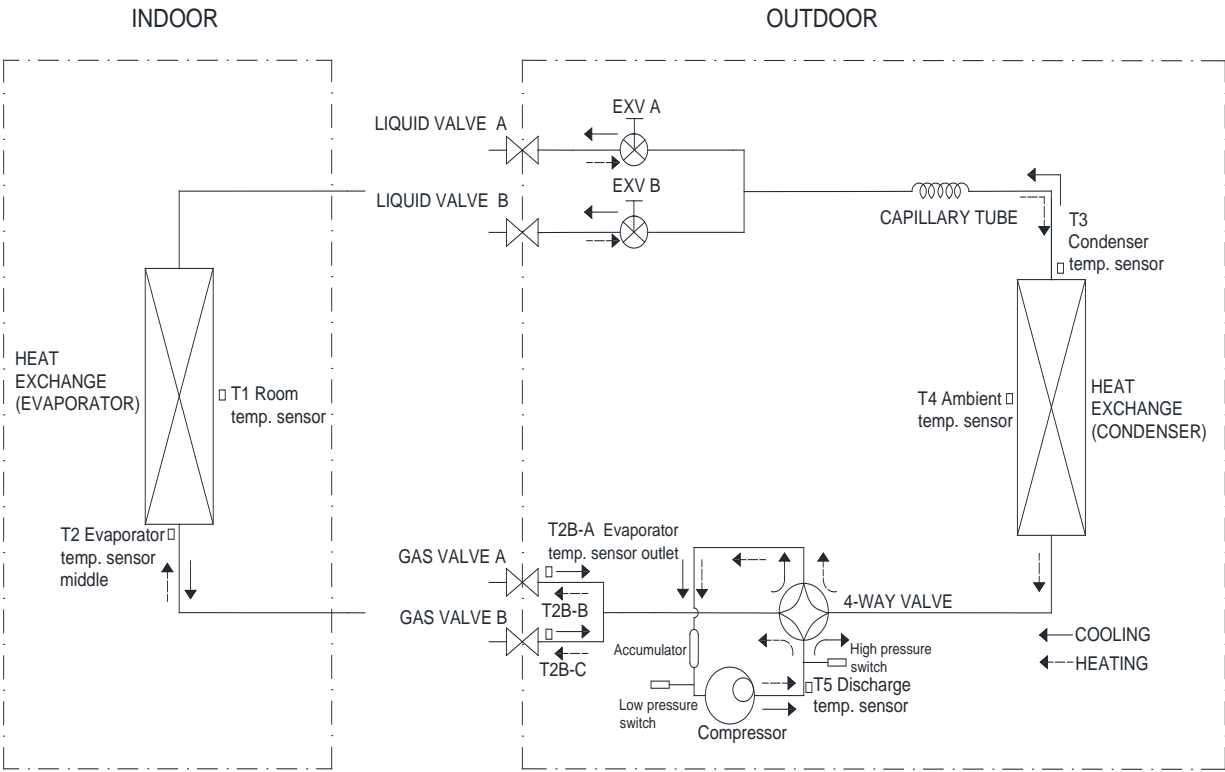 INDOOR
OUTDOOR
EXV A
LIQUID VALVE A
EXV B
LIQUID VALVE B
CAPILLARY TUBE
T3
Condenser
temp. sensor
HEAT
EXCHANGE
(EVAPORATOR)
T1 Room
temp. sensor
T4 Ambient
temp. sensor
HEAT
EXCHANGE
(CONDENSER)
T2 Evaporator
temp. sensor
middle
T2B-A Evaporator
temp. sensor outlet
GAS VALVE A
T2B-B
GAS VALVE B
T2B-C
4-WAY VALVE
COOLING
HEATING
Accumulator
High pressure
switch
T5 Discharge
temp. sensor
Low pressure
switch
Compressor